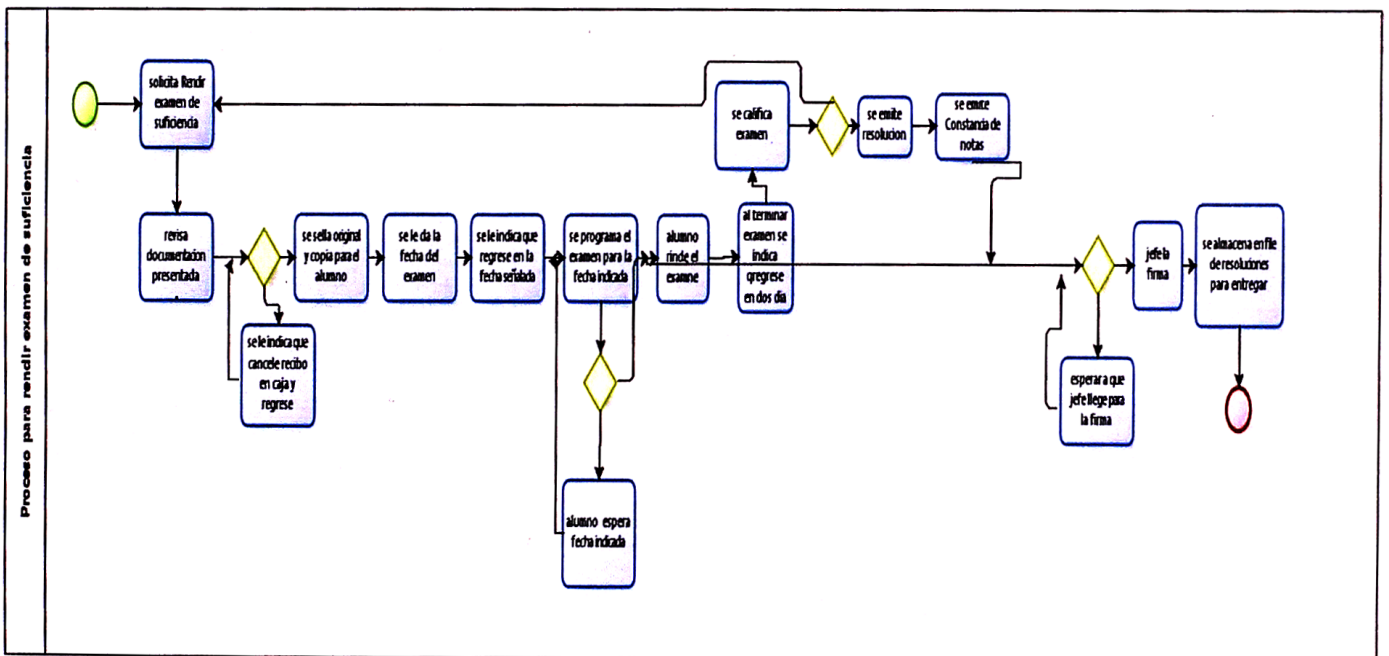 Proceso para rendir examen de suficiencia
solicita Rendir
examen de
suficiencia
revisa
documentacion
presentada
se le indica que
cancele recibo
en caja y
regrese
se sella original
y copia para el
alumno
se le da la
fecha del
examen
se le indica que
regrese en la
fecha señalada
se programa el
examen para la
fecha indicada
alumno espera
fecha indicada
alumno
rinde el
examne
al terminar
examen se
indica
qregrese
en dos dia
se califica
examen
se emite
resolucion
se emite
Constancia de
notas
esperar a que
jefe llege para
la firma
jefe la
firma
se almacena en file
de resoluciones
para entregar